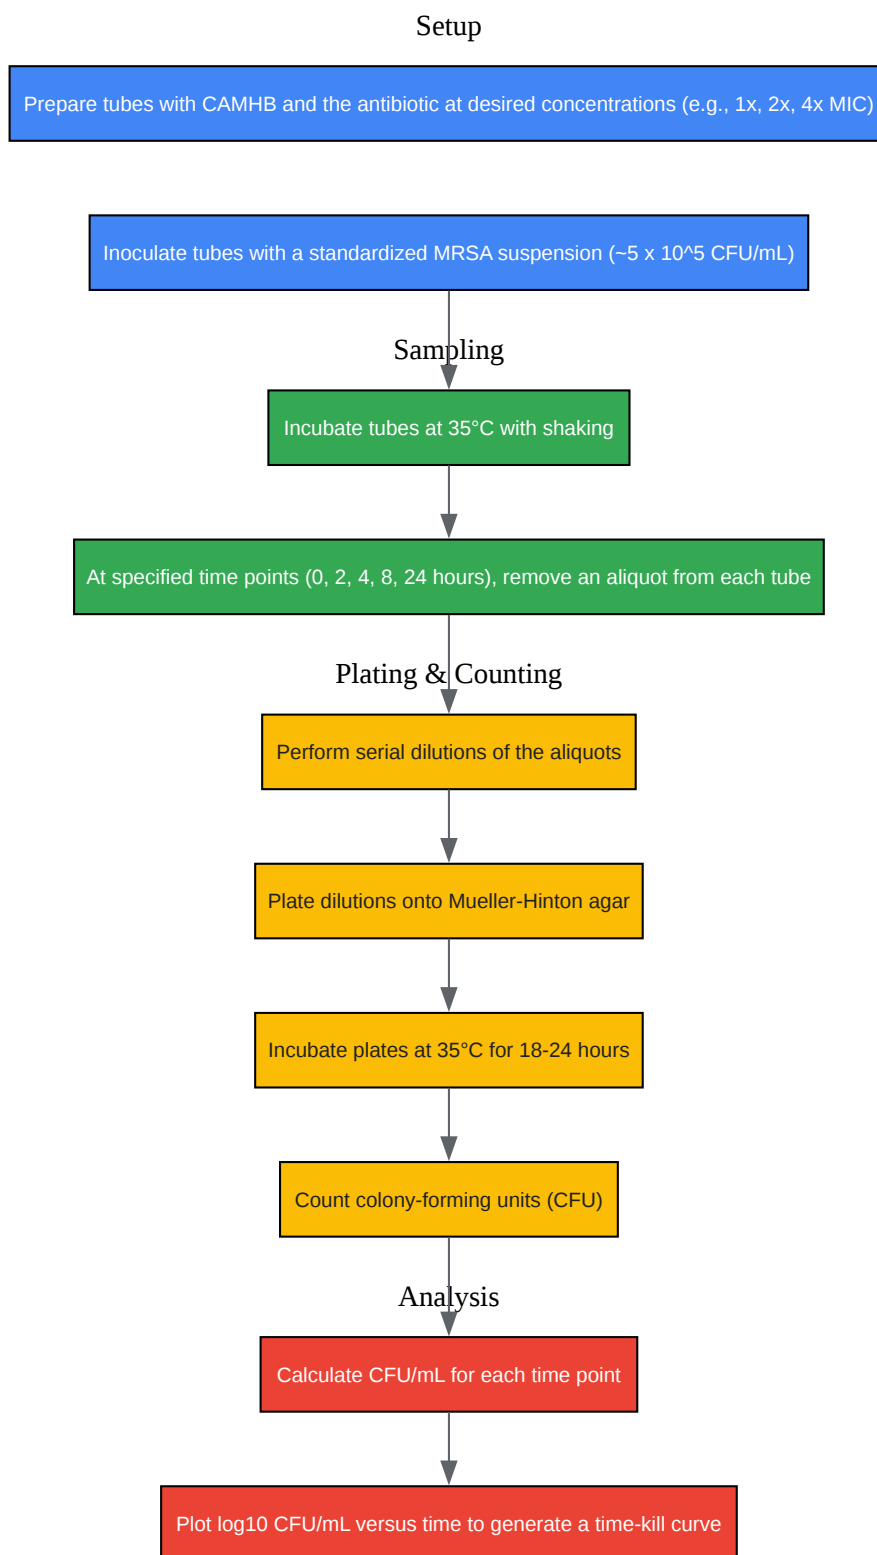 Setup
Prepare tubes with CAMHB and the antibiotic at desired concentrations (e.g., 1x, 2x, 4x MIC)
Inoculate tubes with a standardized MRSA suspension (~5 x 10^5 CFU/mL)
Sampling
Incubate tubes at 35°C with shaking
At specified time points (0, 2, 4, 8, 24 hours), remove an aliquot from each tube
Plating & Counting
Perform serial dilutions of the aliquots
Plate dilutions onto Mueller-Hinton agar
Incubate plates at 35°C for 18-24 hours
Count colony-forming units (CFU)
Analysis
Calculate CFU/mL for each time point
Plot log10 CFU/mL versus time to generate a time-kill curve